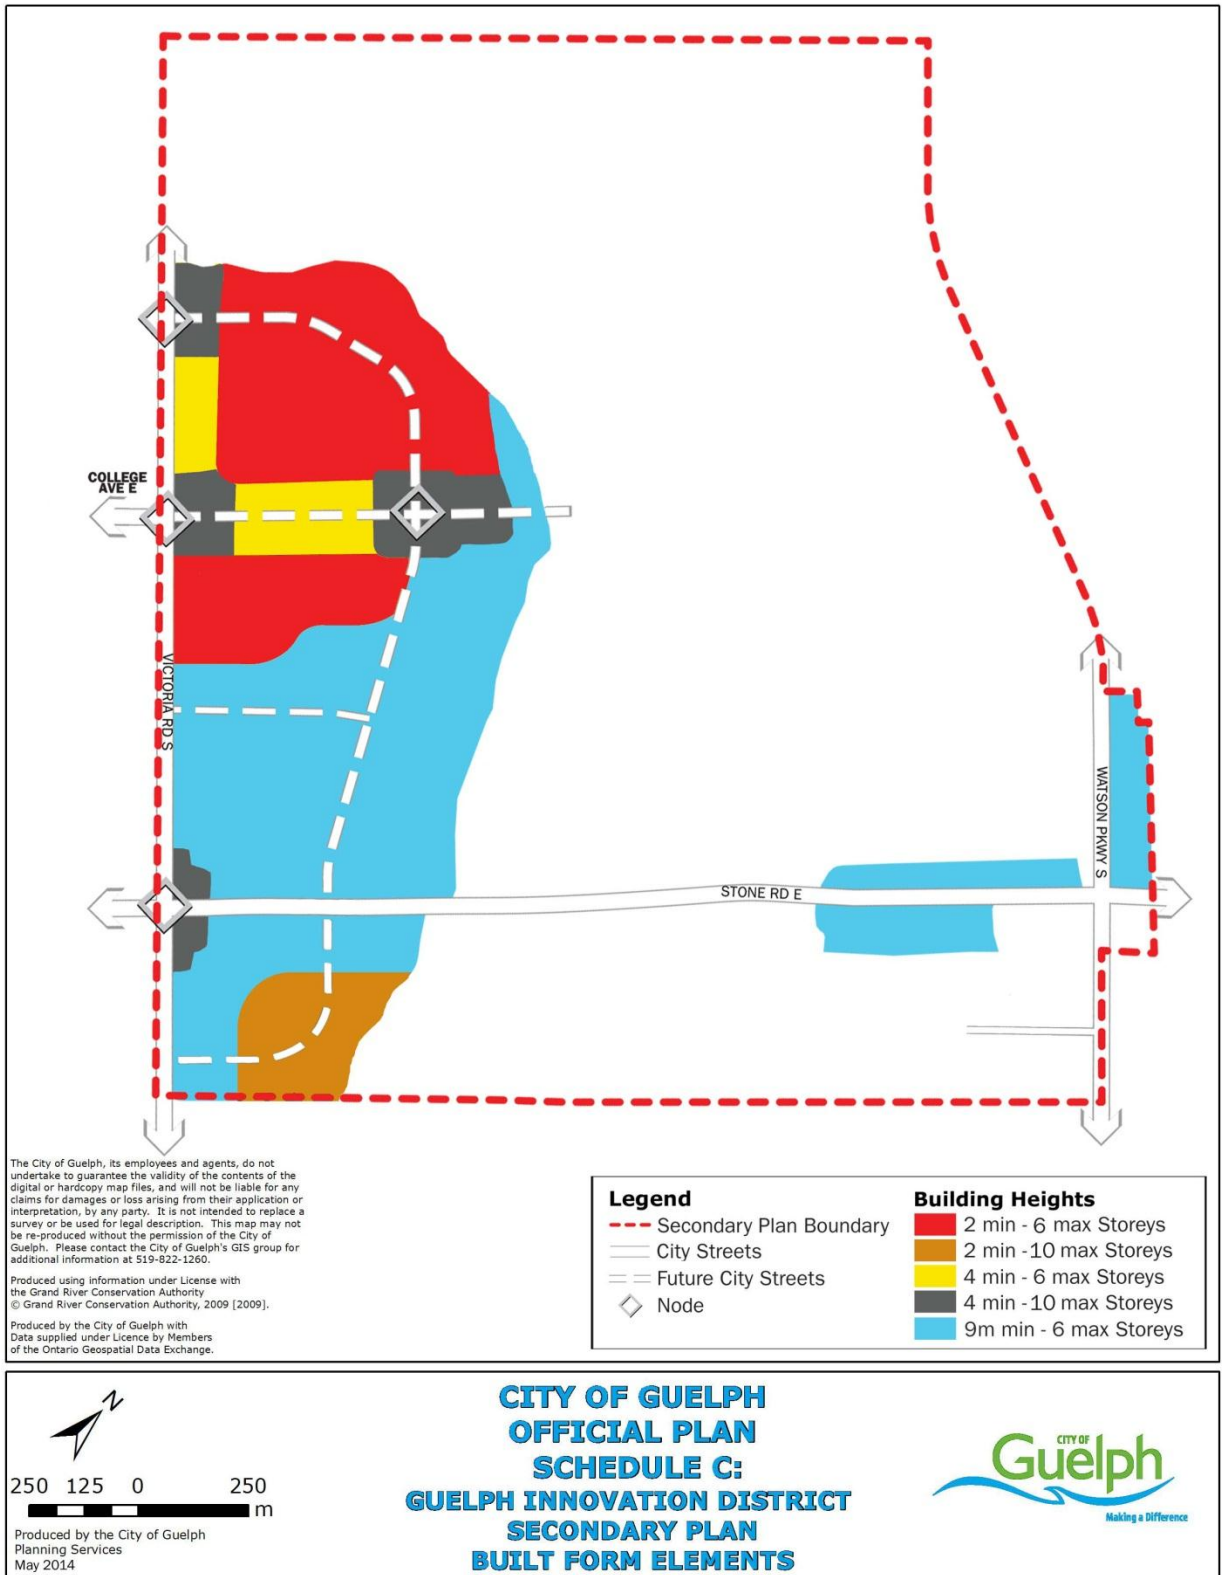 COLLEGE
AVE E
VICTORIA RD S
WATSON PKWY S
STONE RD E
The City of Guelph, its employees and agents, do not
undertake to guarantee the validity of the contents of the
digital or hardcopy map files, and will not be liable for any
claims for damages or loss arising from their application or
interpretation, by any party. It is not intended to replace a
survey or be used for legal description. This map may not
be re-produced without the permission of the City of
Guelph. Please contact the City of Guelph's GIS group for
additional information at 519-822-1260.
Produced using information under License with
the Grand River Conservation Authority
© Grand River Conservation Authority, 2009 [2009].
Produced by the City of Guelph with
Data supplied under Licence by Members
of the Ontario Geospatial Data Exchange.
Legend
Secondary Plan Boundary
City Streets
Future City Streets
Node
Building Heights
2 min - 6 max Storeys
2 min - 10 max Storeys
4 min - 6 max Storeys
4 min - 10 max Storeys
9m min - 6 max Storeys
N
250 125 0 250
m
Produced by the City of Guelph
Planning Services
May 2014
CITY OF GUELPH
OFFICIAL PLAN
SCHEDULE C:
GUELPH INNOVATION DISTRICT
SECONDARY PLAN
BUILT FORM ELEMENTS
CITY OF
Guelph
Making a Difference